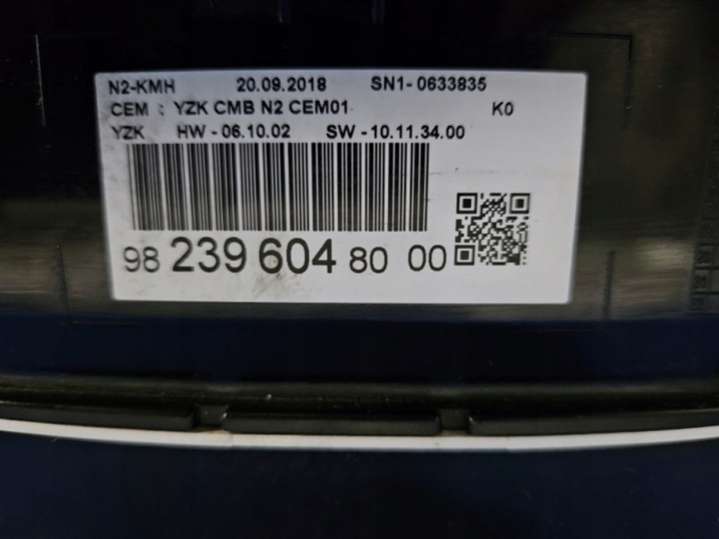 N2-KMH 20.09.2018 SN1- 0633835
CEM : YZK CMB N2 CEM01 K0
YZK HW - 06.10.02 SW - 10.11.34.00
98 239 604 80 00